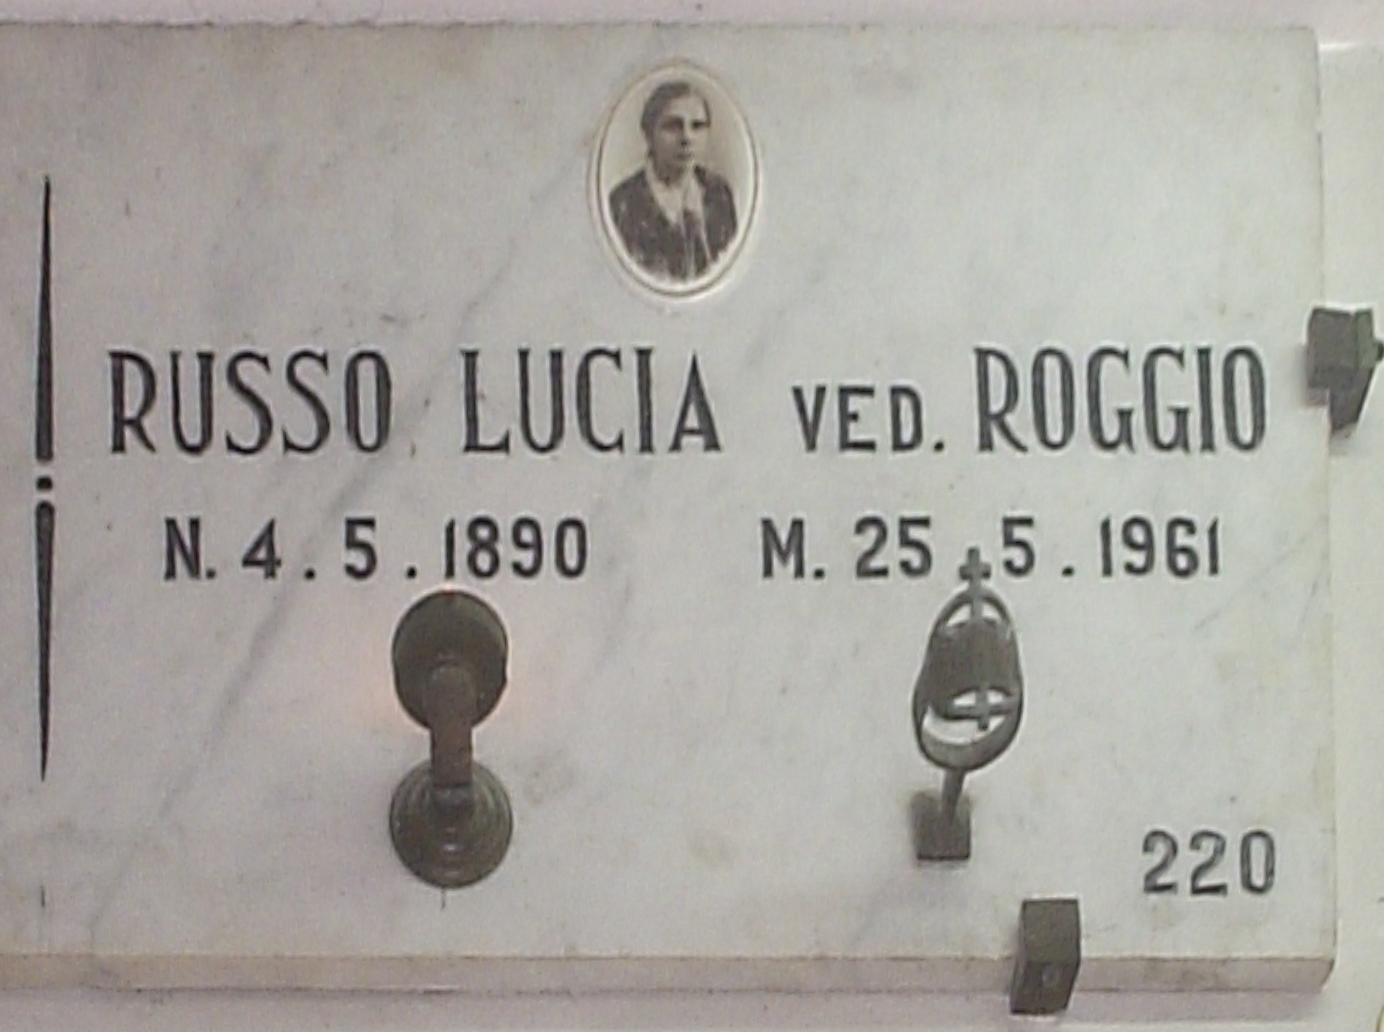 RUSSO LUCIA VED. ROGGIO
N. 4 . 5 . 1890 M. 25 . 5 . 1961
220